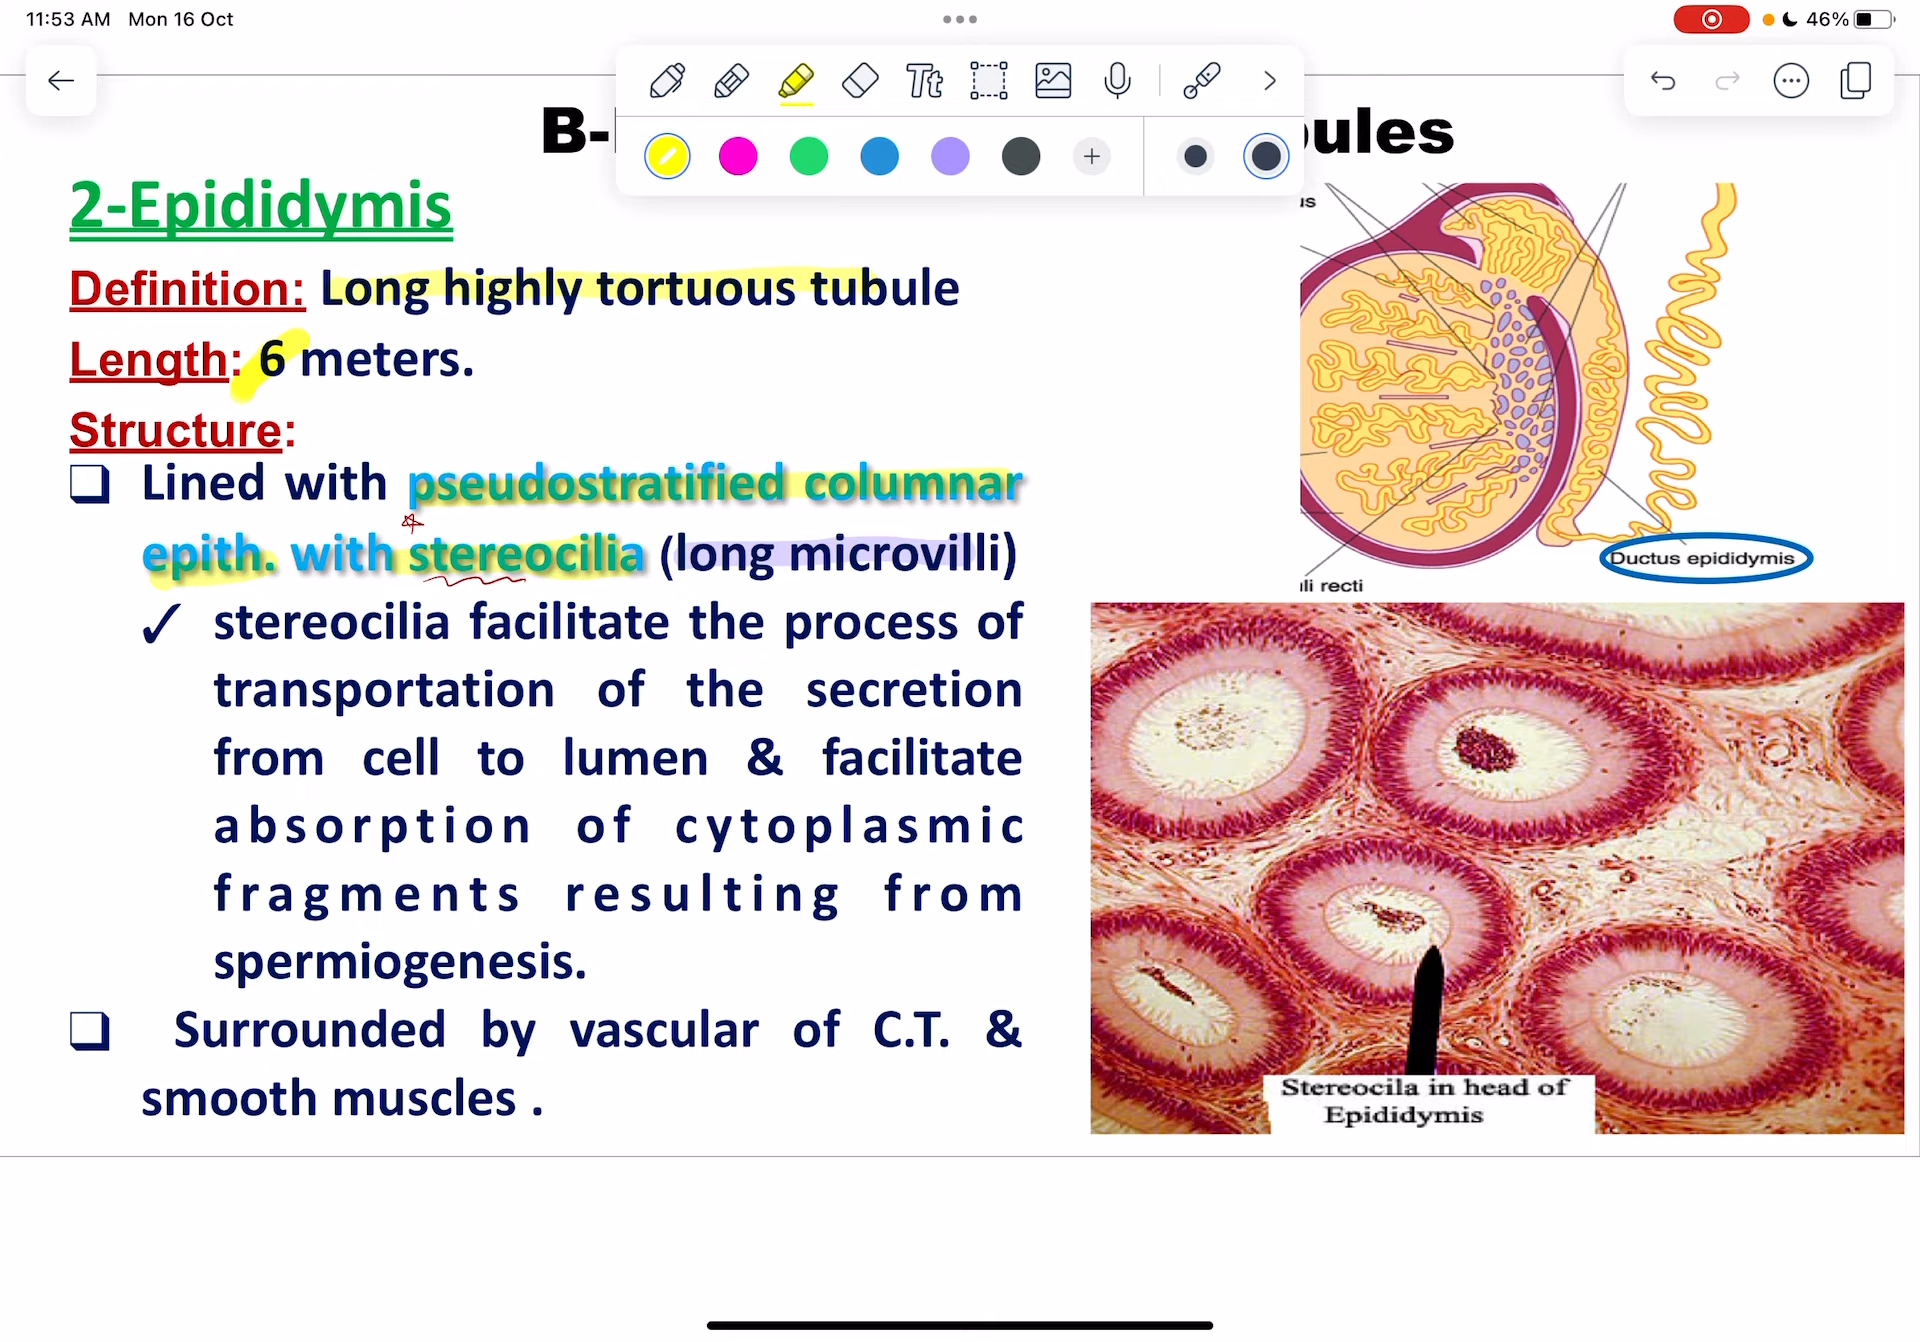 11:53 AM Mon 16 Oct
46%
Tt
B-
ules
2-Epididymis
Definition: Long highly tortuous tubule
Length: 6 meters.
Structure:
Lined with pseudostratified columnar
epith. with stereocilia (long microvilli)
stereocilia facilitate the process of
transportation of the secretion
from cell to lumen & facilitate
absorption of cytoplasmic
fragments resulting from
spermiogenesis.
Surrounded by vascular of C.T. &
smooth muscles .
us
Ductus epididymis
li recti
Stereocila in head of
Epididymis